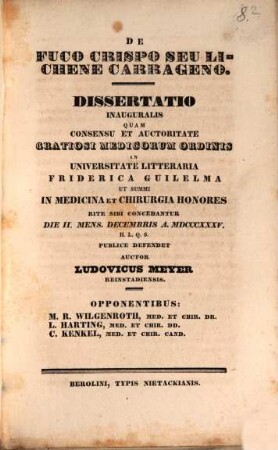 8.2
DE
FUCO CRISPO SEU LI-
CHENE CARRAGENO.
DISSERTATIO
INAUGURALIS
QUAM
CONSENSU ET AUCTORITATE
GRATIOSI MEDICORUM ORDINIS
IN
UNIVERSITATE LITTERARIA
FRIDERICA GUILELMA
UT SUMMI
IN MEDICINA ET CHIRURGIA HONORES
RITE SIBI CONCEDANTUR
DIE II. MENS. DECEMBRIS A. MDCCCXXXV.
H. L. Q. S.
PUBLICE DEFENDET
AUCTOR
LUDOVICUS MEYER
REINSTADIENSIS.
OPPONENTIBUS:
M. R. WILGENROTH, MED. ET CHIR. DR.
L. HARTING, MED. ET CHIR. DD.
C. KENKEL, MED. ET CHIR. CAND.
BEROLINI, TYPIS NIETACKIANIS.